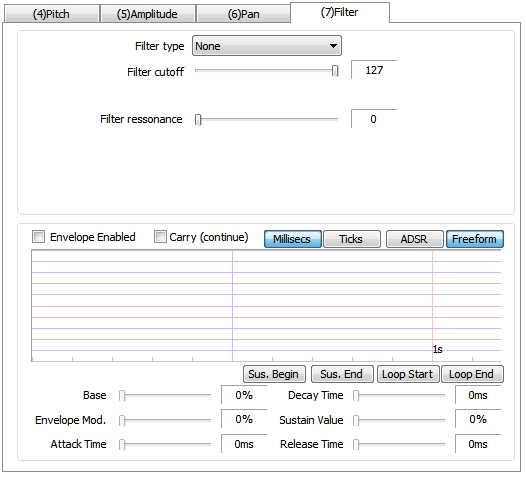 (4)Pitch (5)Amplitude (6)Pan (7)Filter
Filter type None
Filter cutoff 127
Filter ressonance 0
Envelope Enabled Carry (continue) Millisecs Ticks ADSR Freeform
1s
Sus. Begin Sus. End Loop Start Loop End
Base 0% Decay Time 0ms
Envelope Mod. 0% Sustain Value 0%
Attack Time 0ms Release Time 0ms